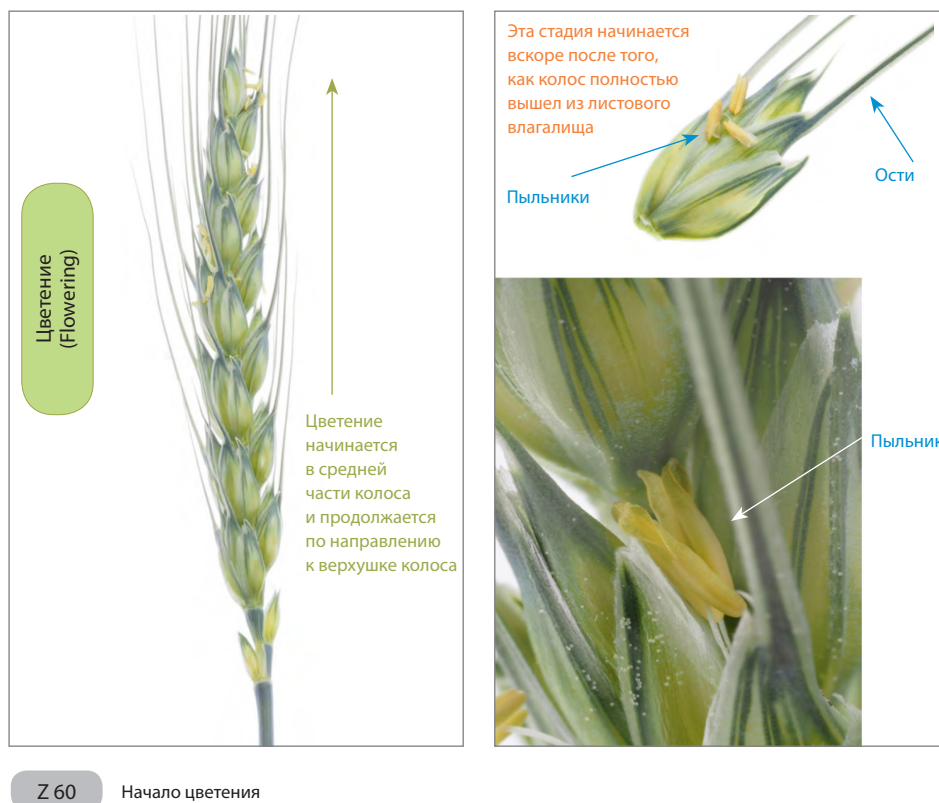 Цветение
(Flowering)
Цветение
начинается
в средней
части колоса
и продолжается
по направлению
к верхушке колоса
Эта стадия начинается
вскоре после того,
как колос полностью
вышел из листового
влагалища
Пыльники
Ости
Пыльник
Z 60
Начало цветения